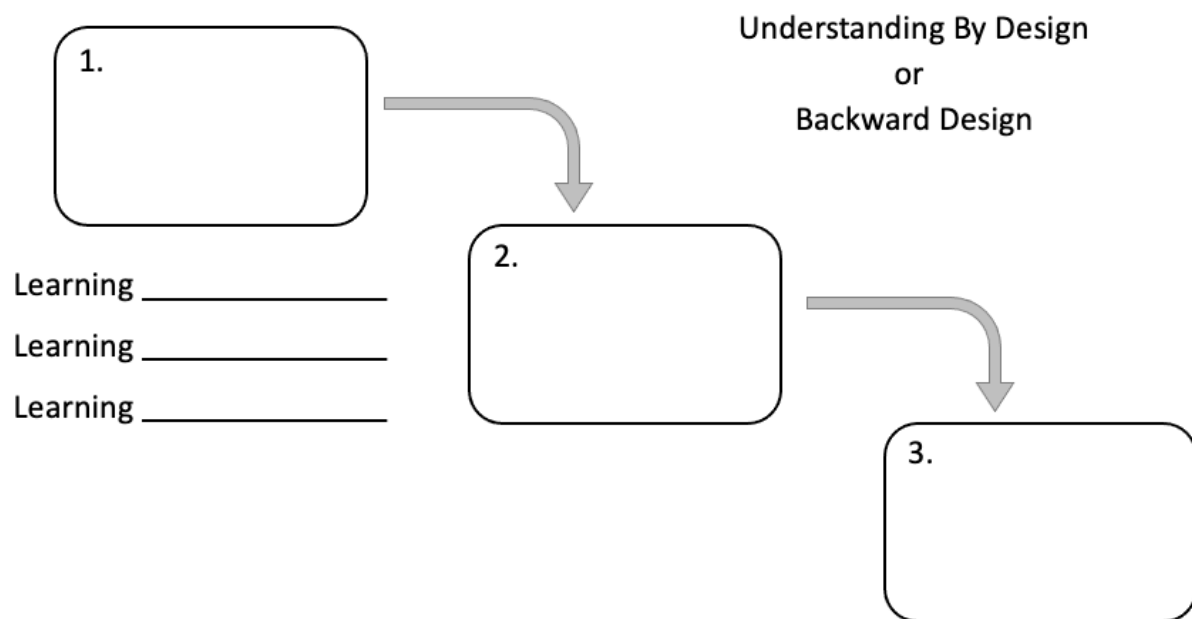 1.
Understanding By Design
or
Backward Design
2.
Learning
Learning
Learning
3.